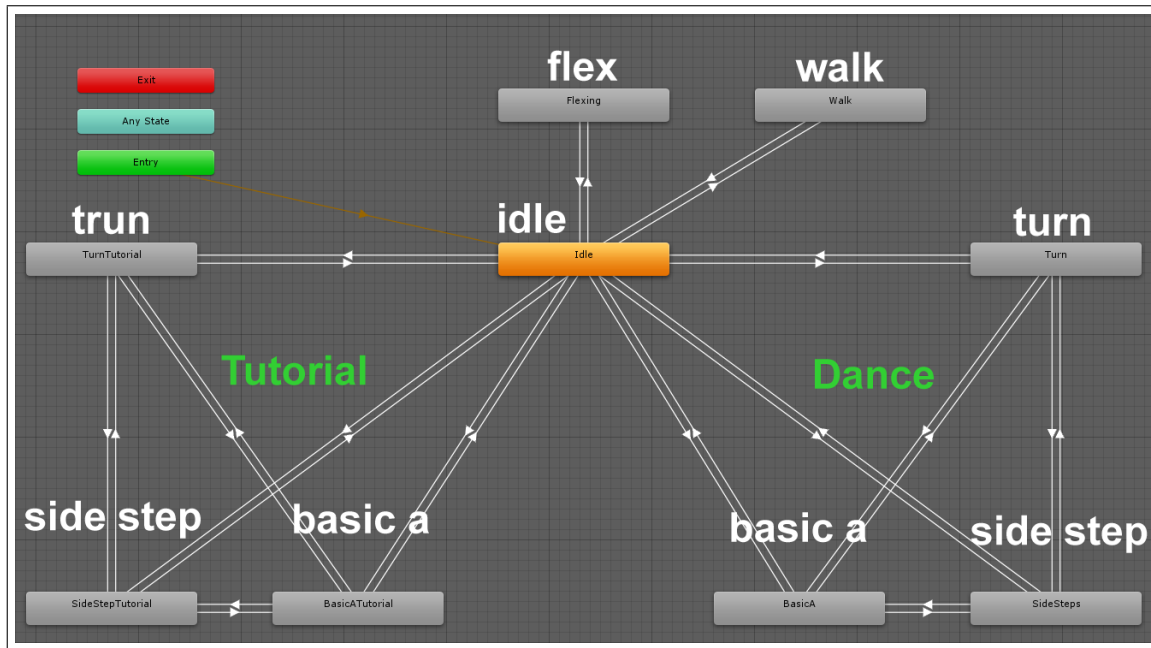 flex
walk
Exit
Flexing
Walk
Any State
Entry
trun
idle
turn
TurnTutorial
Idle
Turn
Tutorial
Dance
side step
basic a
basic a
side step
SideStepTutorial
BasicATutorial
BasicA
SideSteps